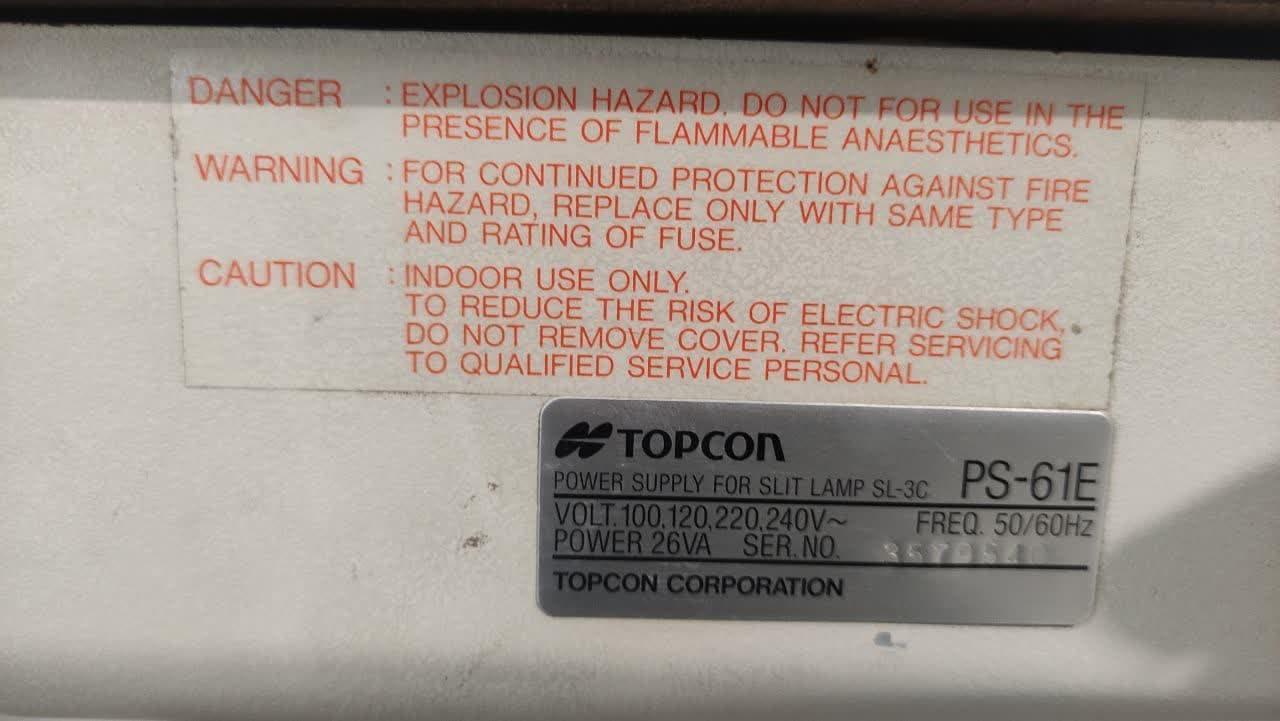 DANGER : EXPLOSION HAZARD. DO NOT FOR USE IN THE
PRESENCE OF FLAMMABLE ANAESTHETICS.
WARNING : FOR CONTINUED PROTECTION AGAINST FIRE
HAZARD, REPLACE ONLY WITH SAME TYPE
AND RATING OF FUSE.
CAUTION : INDOOR USE ONLY.
TO REDUCE THE RISK OF ELECTRIC SHOCK,
DO NOT REMOVE COVER. REFER SERVICING
TO QUALIFIED SERVICE PERSONAL.
TOPCON
POWER SUPPLY FOR SLIT LAMP SL-3C PS-61E
VOLT. 100,120,220,240V~ FREQ. 50/60Hz
POWER 26VA SER. NO.
TOPCON CORPORATION